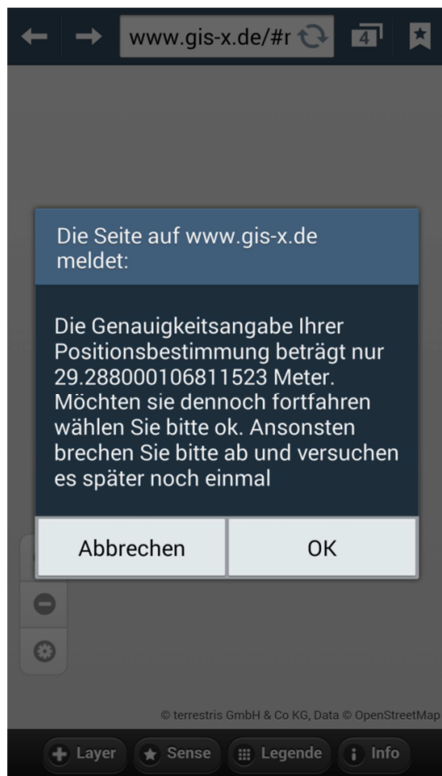 www.gis-x.de/#r
4
Die Seite auf www.gis-x.de
meldet:
Die Genauigkeitsangabe Ihrer
Positionsbestimmung beträgt nur
29.288000106811523 Meter.
Möchten sie dennoch fortfahren
wählen Sie bitte ok. Ansonsten
brechen Sie bitte ab und versuchen
es später noch einmal
Abbrechen OK
© terrestris GmbH & Co KG, Data © OpenStreetMap
Layer Sense Legende Info